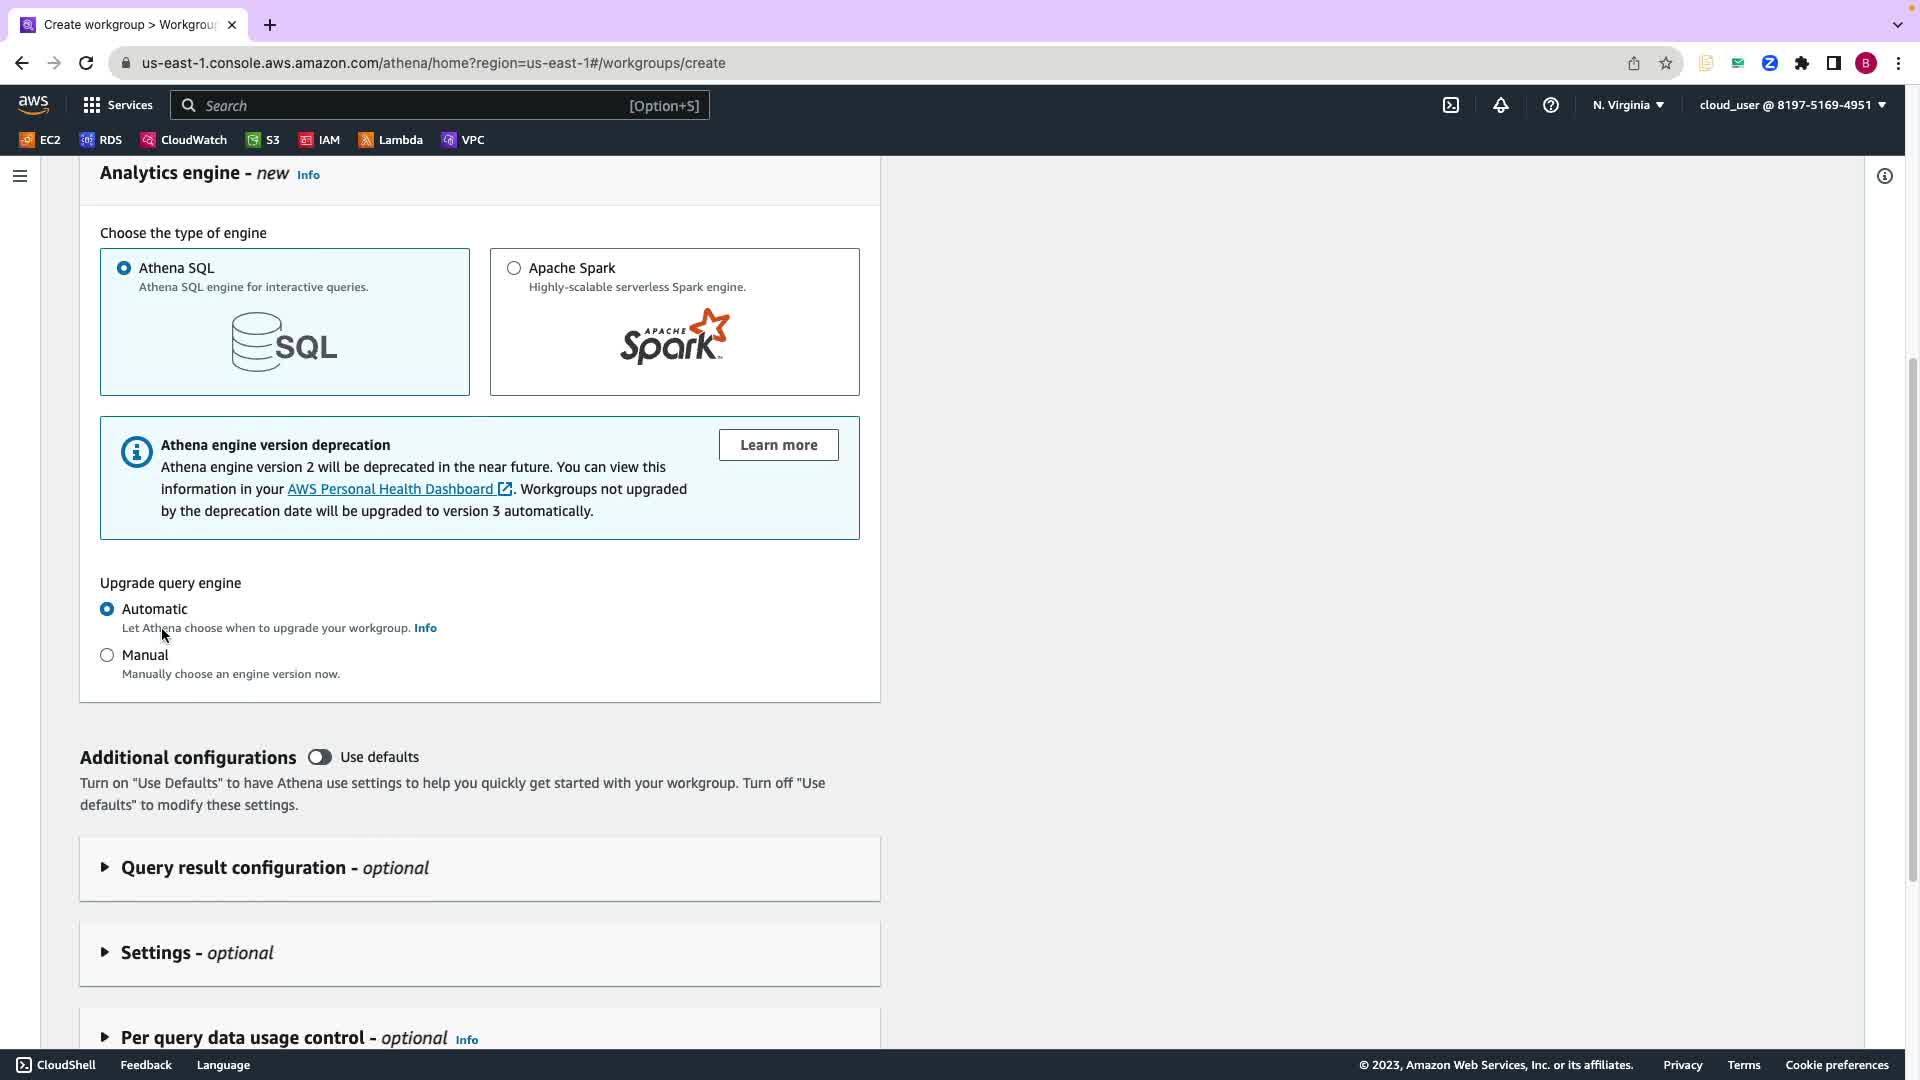 Create workgroup > Workgrou
us-east-1.console.aws.amazon.com/athena/home?region=us-east-1#/workgroups/create
B
aws
Services
Search
[Option+S]
N. Virginia
cloud_user @ 8197-5169-4951
EC2
RDS
CloudWatch
S3
IAM
Lambda
VPC
Analytics engine - new Info
Choose the type of engine
Athena SQL
Athena SQL engine for interactive queries.
SQL
Apache Spark
Highly-scalable serverless Spark engine.
APACHE
Spark
Athena engine version deprecation
Athena engine version 2 will be deprecated in the near future. You can view this
information in your AWS Personal Health Dashboard. Workgroups not upgraded
by the deprecation date will be upgraded to version 3 automatically.
Learn more
Upgrade query engine
Automatic
Let Athena choose when to upgrade your workgroup. Info
Manual
Manually choose an engine version now.
Additional configurations Use defaults
Turn on "Use Defaults" to have Athena use settings to help you quickly get started with your workgroup. Turn off "Use
defaults" to modify these settings.
Query result configuration - optional
Settings - optional
Per query data usage control - optional Info
CloudShell
Feedback
Language
© 2023, Amazon Web Services, Inc. or its affiliates.
Privacy
Terms
Cookie preferences